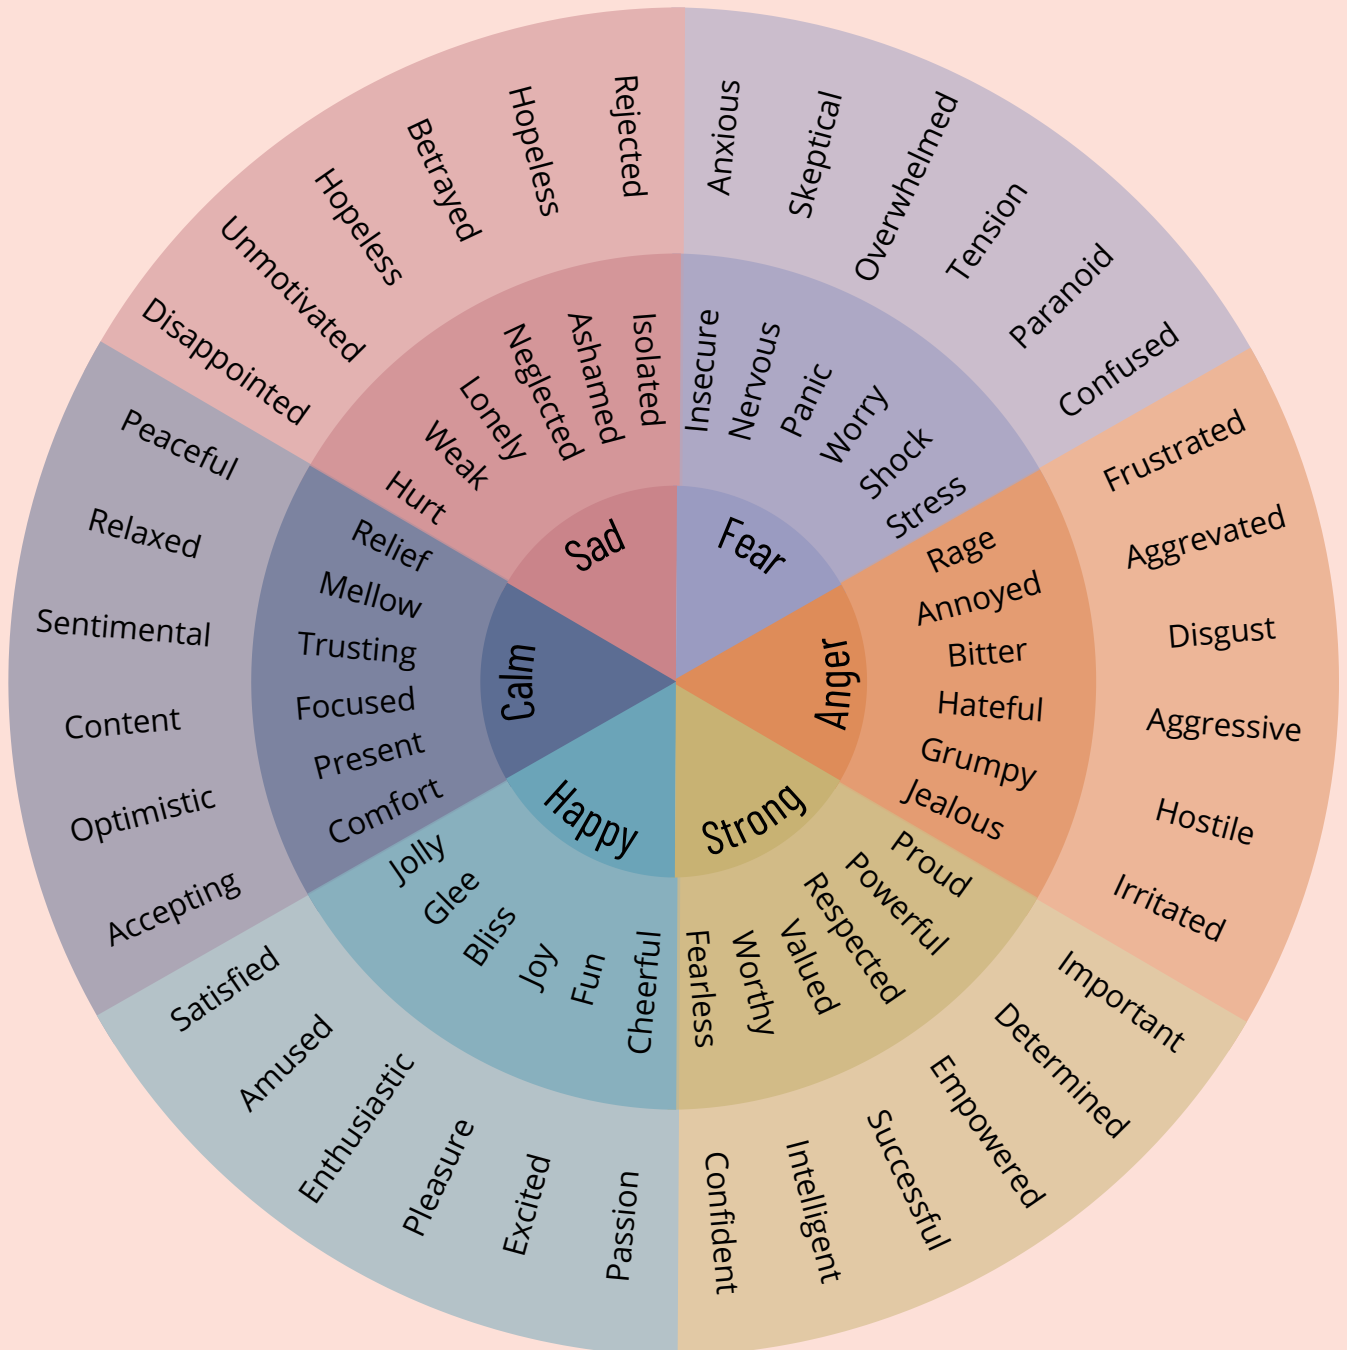 Sad
Fear
Anger
Strong
Happy
Calm
Isolated
Ashamed
Neglected
Lonely
Weak
Hurt
Insecure
Nervous
Panic
Worry
Shock
Stress
Rage
Annoyed
Bitter
Hateful
Grumpy
Jealous
Proud
Powerful
Respected
Valued
Worthy
Fearless
Cheerful
Fun
Joy
Bliss
Glee
Jolly
Comfort
Present
Focused
Trusting
Mellow
Relief
Rejected
Hopeless
Betrayed
Hopeless
Unmotivated
Disappointed
Anxious
Skeptical
Overwhelmed
Tension
Paranoid
Confused
Frustrated
Aggrevated
Disgust
Aggressive
Hostile
Irritated
Important
Determined
Empowered
Successful
Intelligent
Confident
Passion
Excited
Pleasure
Enthusiastic
Amused
Satisfied
Accepting
Optimistic
Content
Sentimental
Relaxed
Peaceful